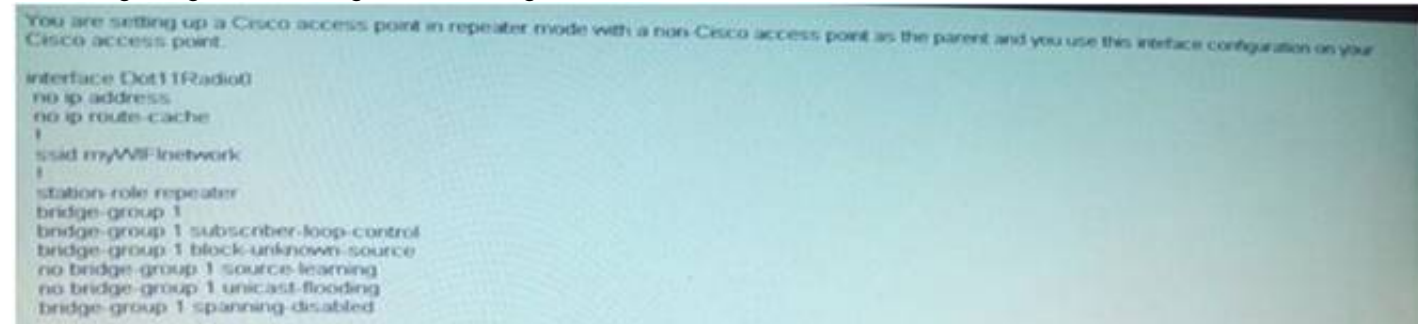 You are setting up a Cisco access point in repeater mode with a non-Cisco access point as the parent and you use this interface configuration on your
Cisco access point.
interface Dot11Radio0
no ip address
no ip route-cache
!
ssid myWIFInetwork
!
station-role repeater
bridge-group 1
bridge-group 1 subscriber-loop-control
bridge-group 1 block-unknown-source
no bridge-group 1 source-learning
no bridge-group 1 unicast-flooding
bridge-group 1 spanning-disabled